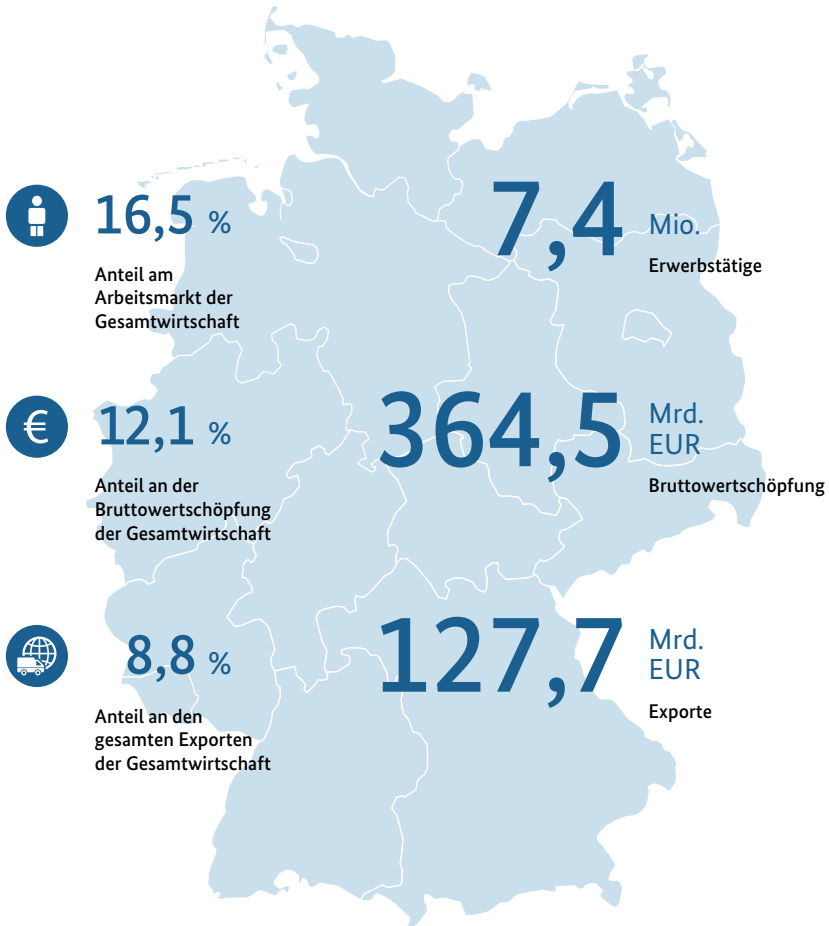 16,5 %
Anteil am
Arbeitsmarkt der
Gesamtwirtschaft
7,4 Mio.
Erwerbstätige
€
12,1 %
Anteil an der
Bruttowertschöpfung
der Gesamtwirtschaft
364,5 Mrd.
EUR
Bruttowertschöpfung
8,8 %
Anteil an den
gesamten Exporten
der Gesamtwirtschaft
127,7 Mrd.
EUR
Exporte